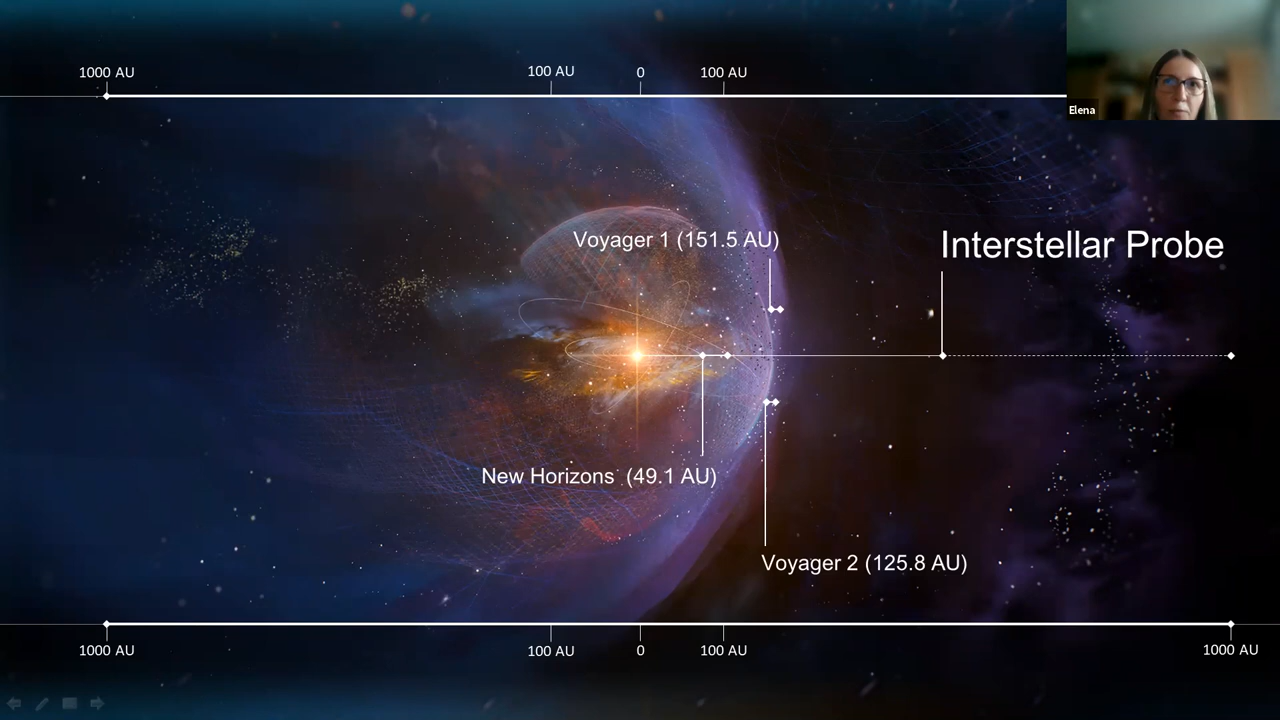 1000 AU 100 AU 0 100 AU
Elena
Voyager 1 (151.5 AU)
Interstellar Probe
New Horizons (49.1 AU)
Voyager 2 (125.8 AU)
1000 AU 100 AU 0 100 AU 1000 AU